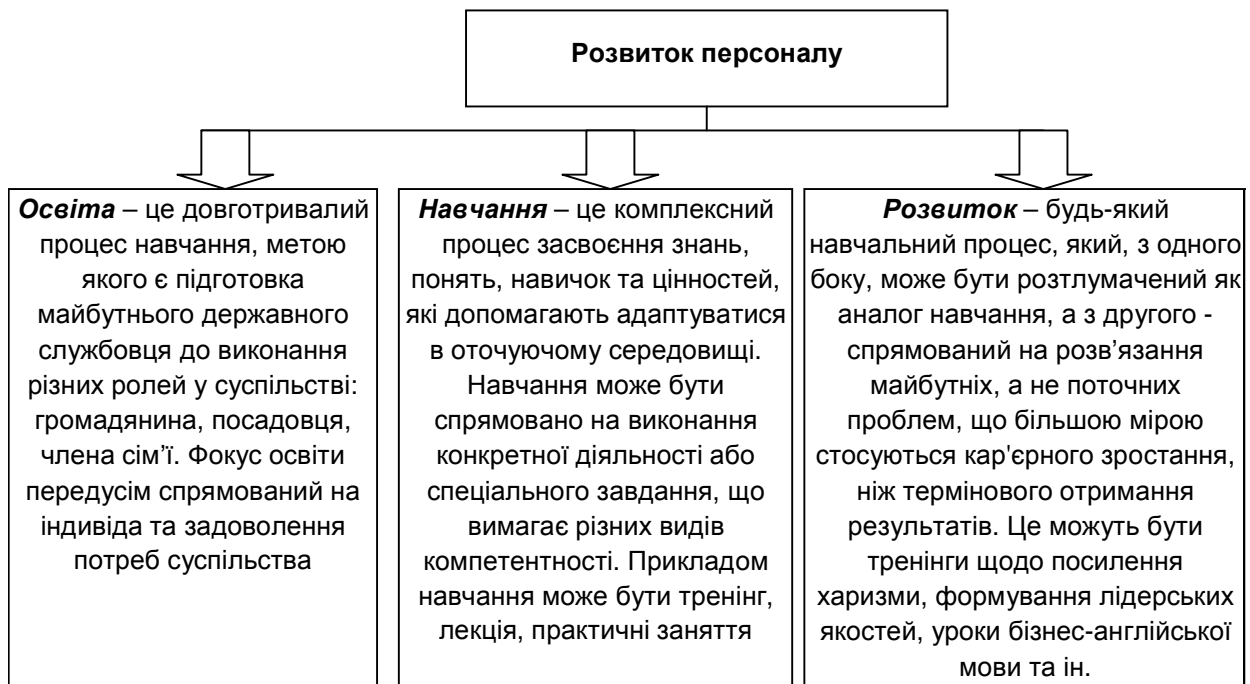 Розвиток персоналу
Освіта – це довготривалий
процес навчання, метою
якого є підготовка
майбутнього державного
службовця до виконання
різних ролей у суспільстві:
громадянина, посадовця,
члена сім’ї. Фокус освіти
передусім спрямований на
індивіда та задоволення
потреб суспільства
Навчання – це комплексний
процес засвоєння знань,
понять, навичок та цінностей,
які допомагають адаптуватися
в оточуючому середовищі.
Навчання може бути
спрямовано на виконання
конкретної діяльності або
спеціального завдання, що
вимагає різних видів
компетентності. Прикладом
навчання може бути тренінг,
лекція, практичні заняття
Розвиток – будь-який
навчальний процес, який, з одного
боку, може бути розтлумачений як
аналог навчання, а з другого -
спрямований на розв’язання
майбутніх, а не поточних
проблем, що більшою мірою
стосуються кар'єрного зростання,
ніж термінового отримання
результатів. Це можуть бути
тренінги щодо посилення
харизми, формування лідерських
якостей, уроки бізнес-англійської
мови та ін.